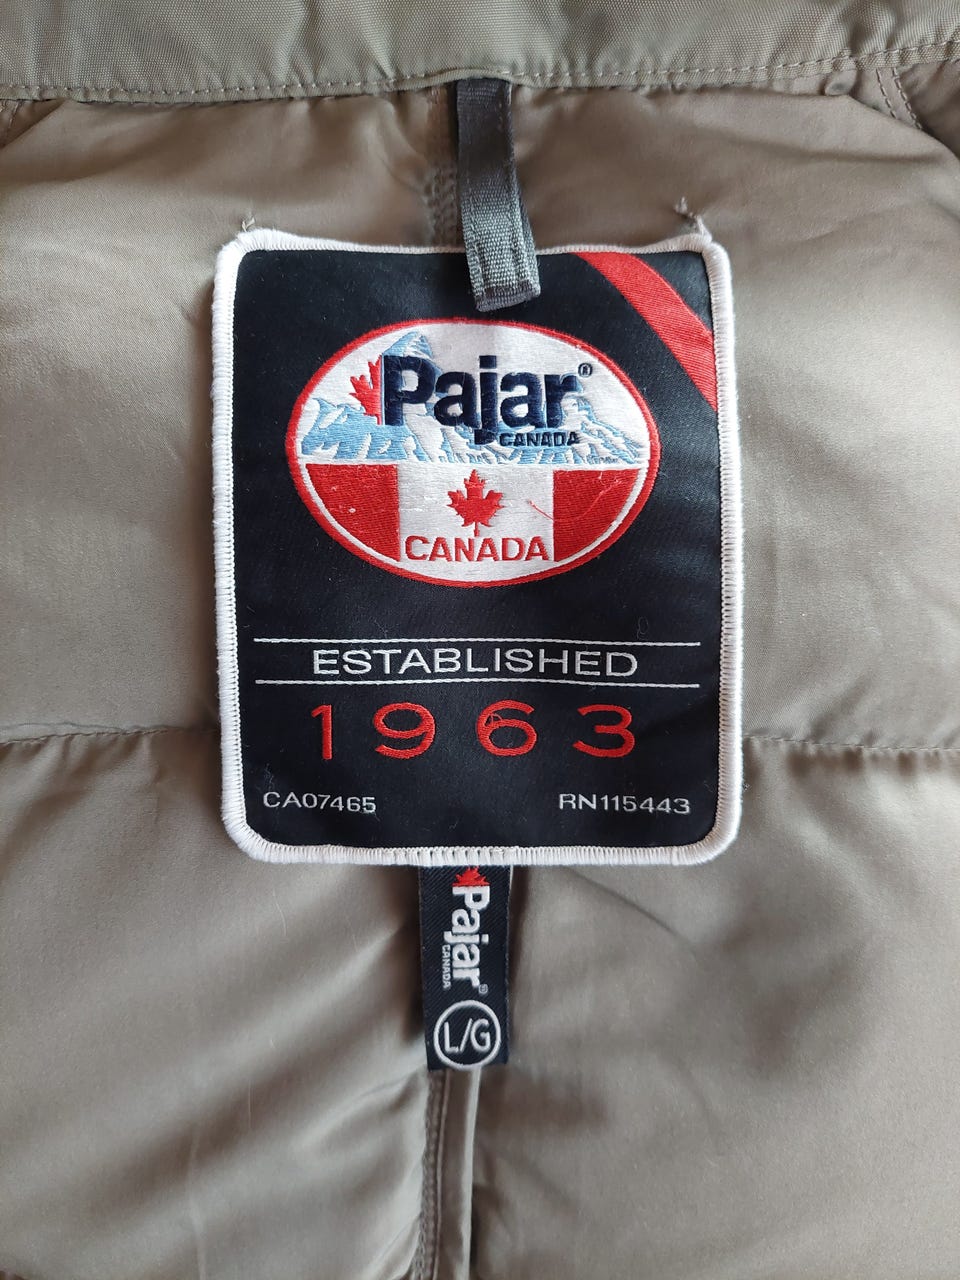 Pajar®
CANADA
CANADA
ESTABLISHED
1963
CA07465 RN115443
Pajar®
CANADA
L/G